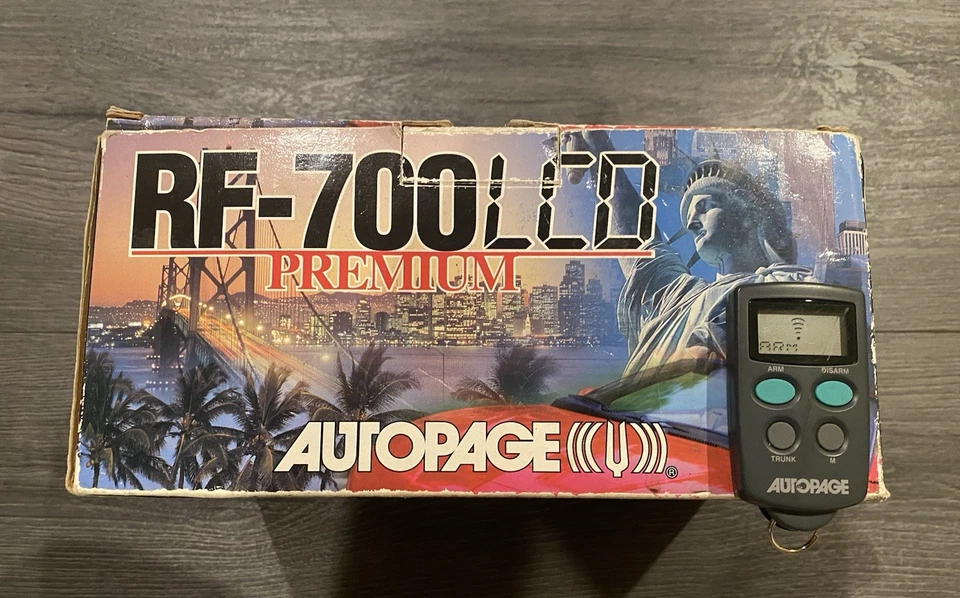 RF-700LCD
PREMIUM
ARM
ARM DISARM
TRUNK M
AUTOPAGE
AUTOPAGE ®